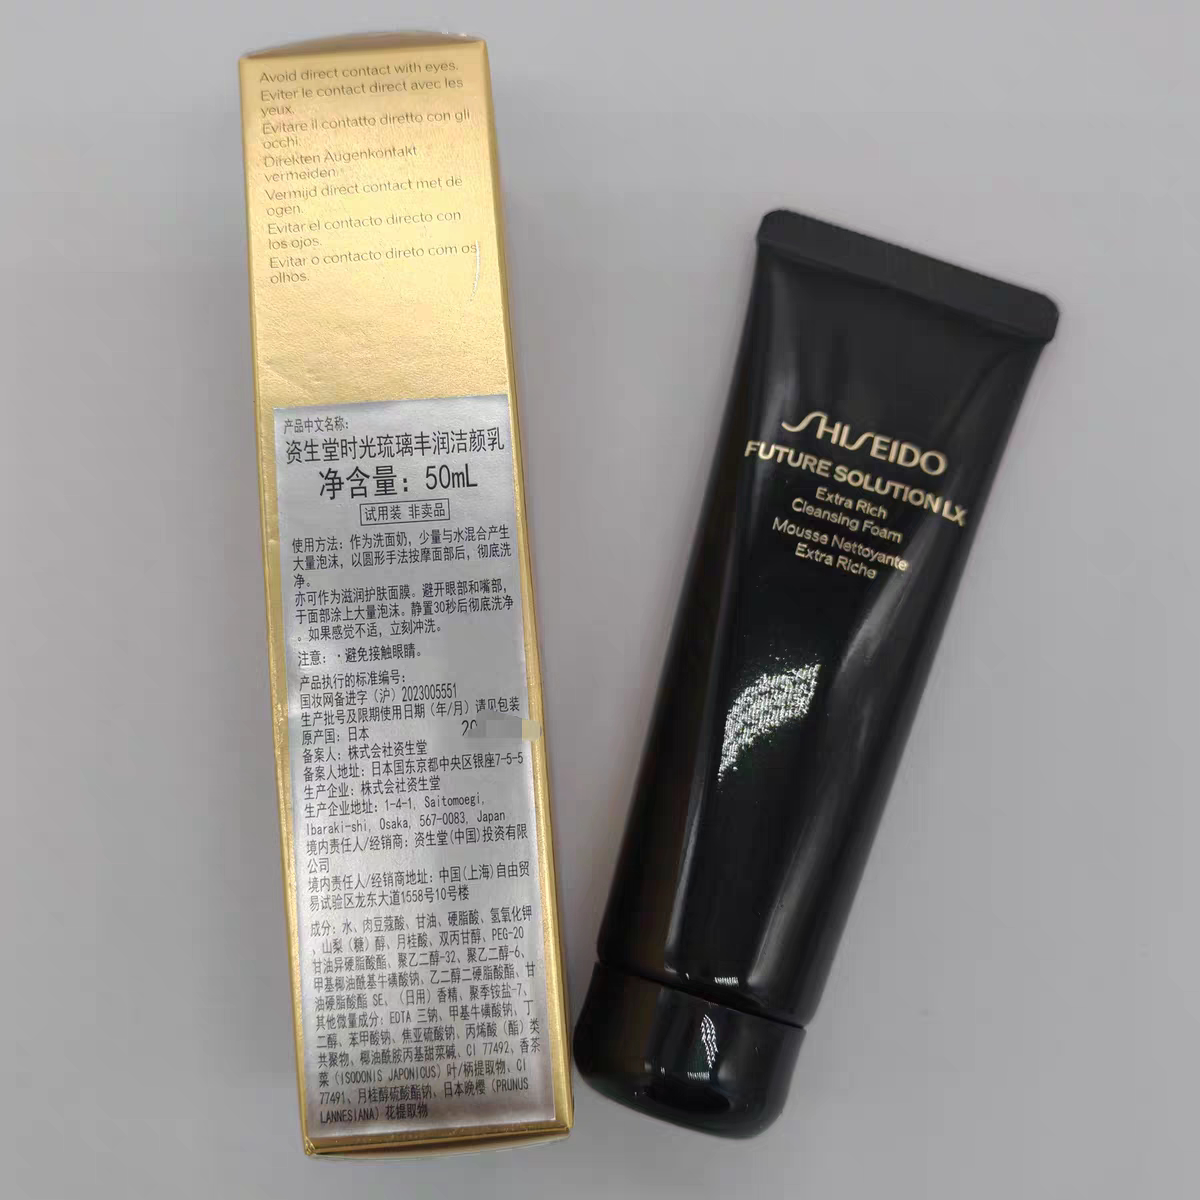 Avoid direct contact with eyes.
Eviter le contact direct avec les
yeux.
Evitare il contatto diretto con gli
occhi.
Direkten Augenkontakt
vermeiden.
Vermijd direct contact met de
ogen.
Evitar el contacto directo con
los ojos.
Evitar o contacto direto com os
olhos.
产品中文名称:
资生堂时光琉璃丰润洁颜乳
净含量: 50mL
试用装 非卖品
使用方法: 作为洗面奶, 少量与水混合产生
大量泡沫, 以圆形手法按摩面部后, 彻底洗
净。
亦可作为滋润护肤面膜。避开眼部和嘴部,
于面部涂上大量泡沫。静置30秒后彻底洗净
。如果感觉不适, 立刻冲洗。
注意: ·避免接触眼睛。
产品执行的标准编号:
国妆网备进字 (沪) 2023005551
生产批号及限期使用日期 (年/月) 请见包装
20
原产国: 日本
备案人: 株式会社资生堂
备案人地址: 日本国东京都中央区银座7-5-5
生产企业: 株式会社资生堂
生产企业地址: 1-4-1, Saitomoegi,
Ibaraki-shi, Osaka, 567-0083, Japan
境内责任人/经销商: 资生堂(中国)投资有限
公司
境内责任人/经销商地址: 中国(上海)自由贸
易试验区龙东大道1558号10号楼
成分: 水、肉豆蔻酸、甘油、硬脂酸、氢氧化钾
、山梨 (糖) 醇、月桂酸、双丙甘醇、PEG-20
甘油异硬脂酸酯、聚乙二醇-32、聚乙二醇-6、
甲基椰油酰基牛磺酸钠、乙二醇二硬脂酸酯、甘
油硬脂酸酯 SE、(日用) 香精、聚季铵盐-7、
其他微量成分: EDTA 三钠、甲基牛磺酸钠、丁
二醇、苯甲酸钠、焦亚硫酸钠、丙烯酸 (酯) 类
共聚物、椰油酰胺丙基甜菜碱、CI 77492、香茶
菜 (ISODONIS JAPONICUS) 叶/柄提取物、CI
77491、月桂醇硫酸酯钠、日本晚樱 (PRUNUS
LANNESIANA) 花提取物
SHISEIDO
FUTURE SOLUTION LX
Extra Rich
Cleansing Foam
Mousse Nettoyante
Extra Riche